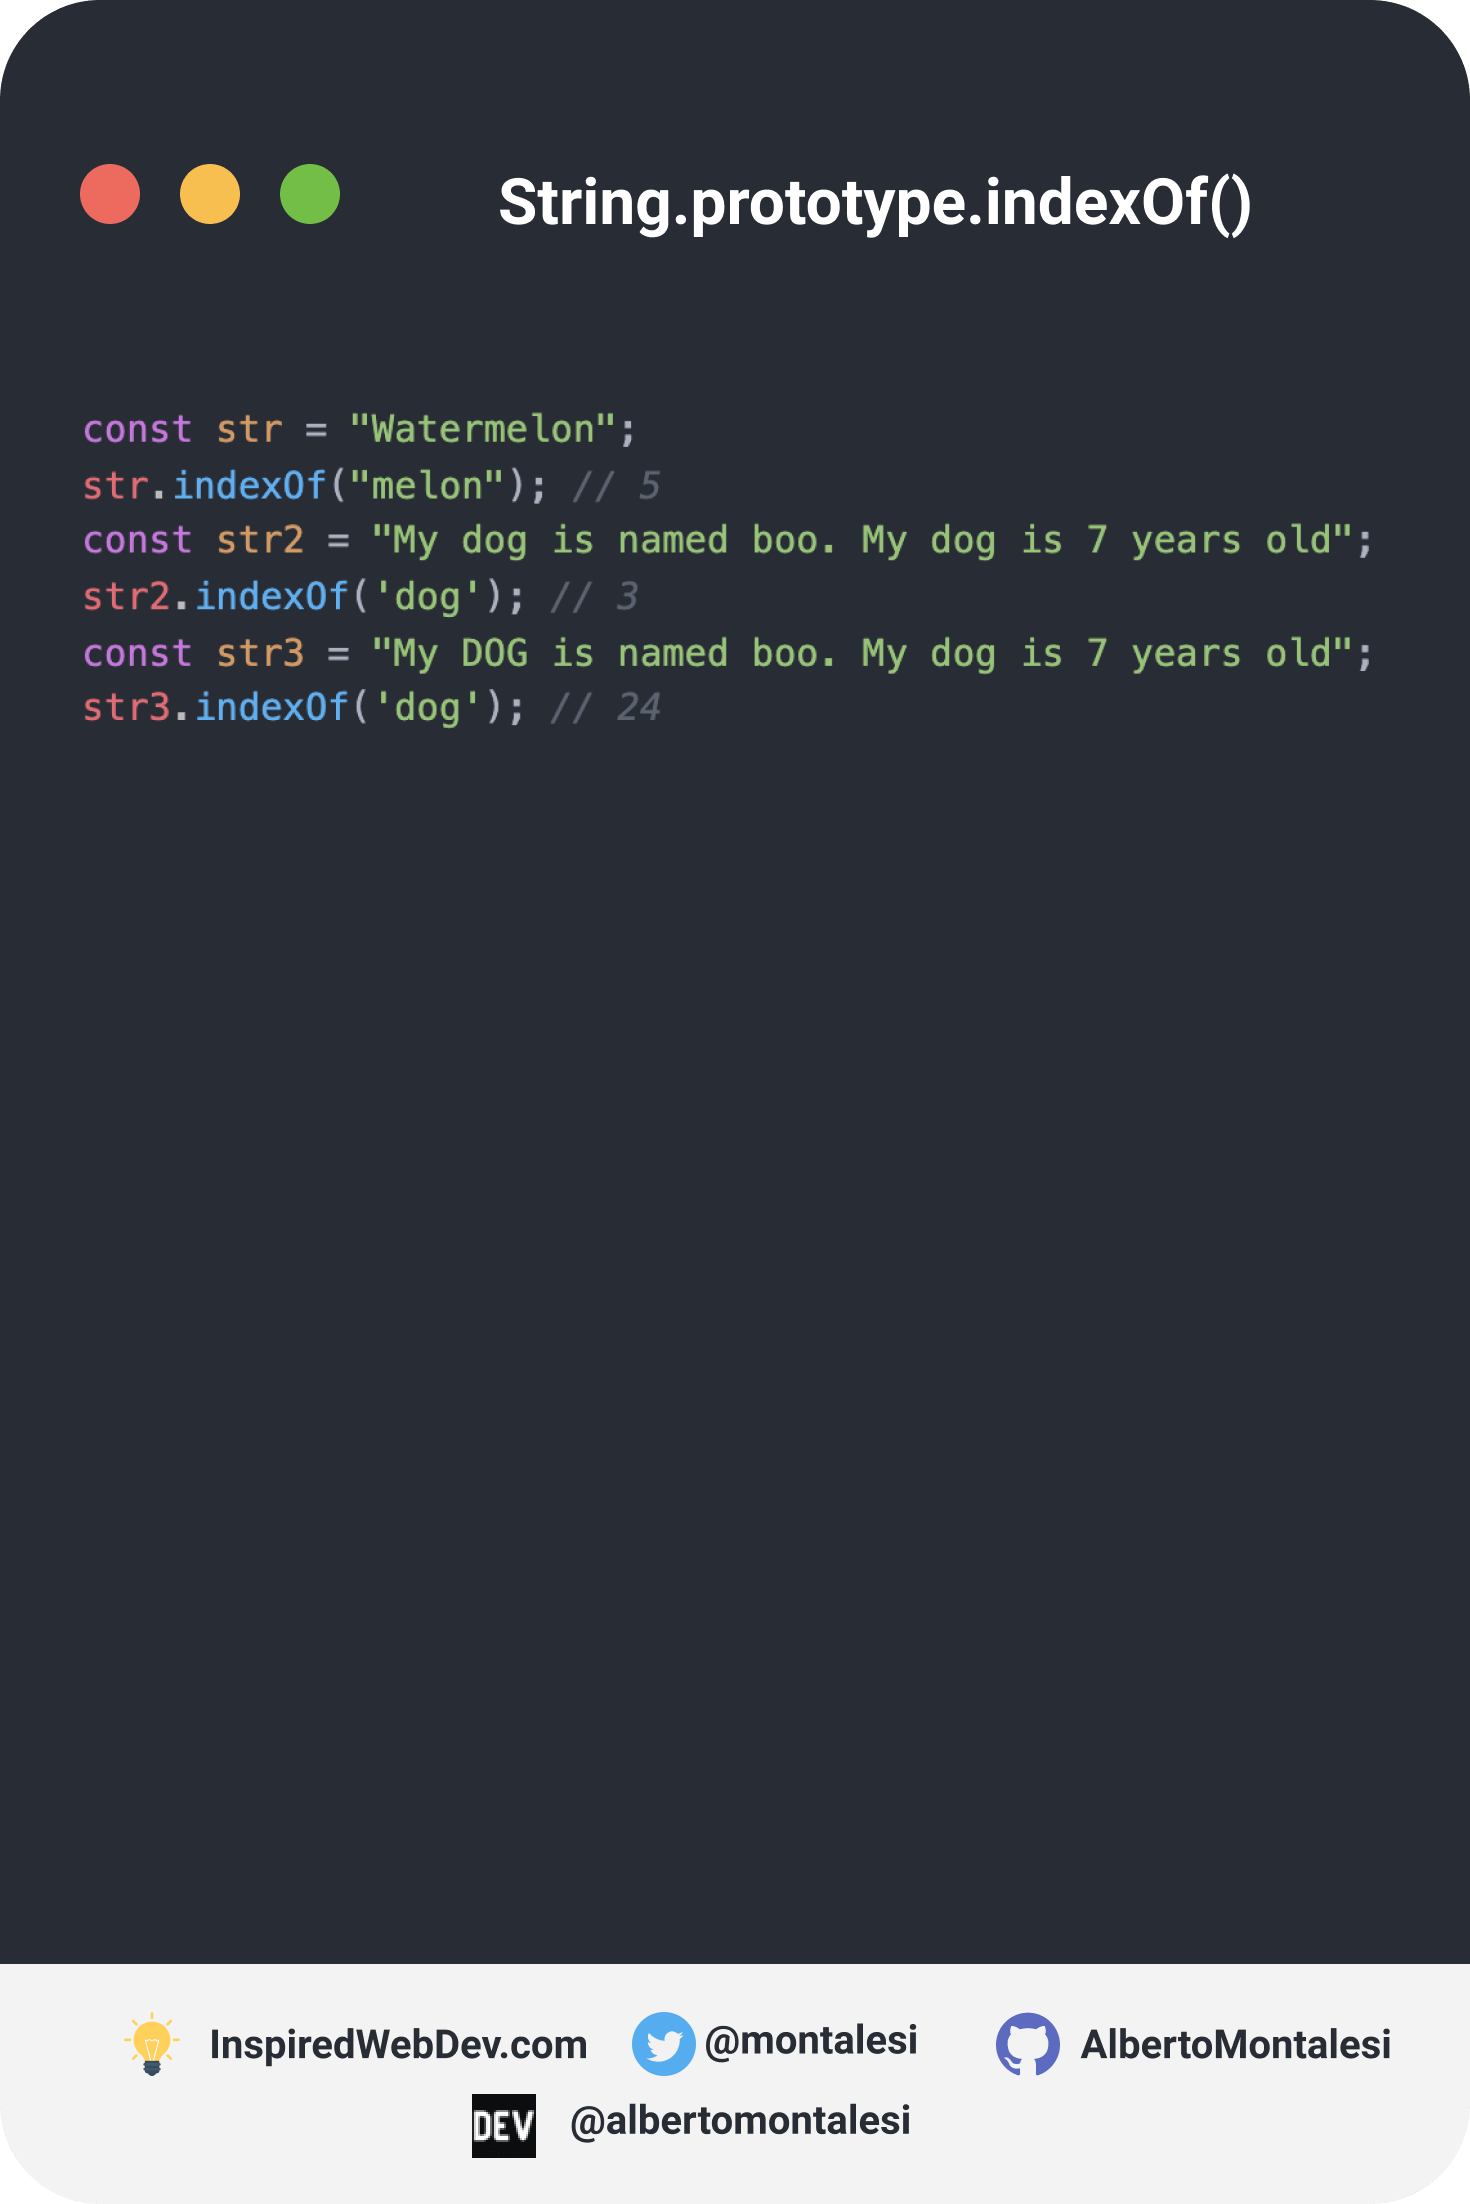 String.prototype.indexOf()
const str = "Watermelon";
str.indexOf("melon"); // 5
const str2 = "My dog is named boo. My dog is 7 years old";
str2.indexOf('dog'); // 3
const str3 = "My DOG is named boo. My dog is 7 years old";
str3.indexOf('dog'); // 24
InspiredWebDev.com @montalesi AlbertoMontalesi
DEV @albertomontalesi